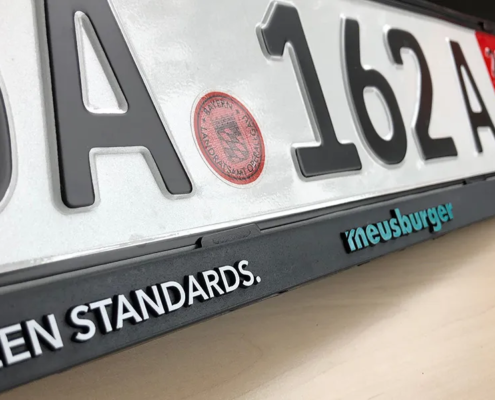 A 162 A
BAYERN
LANDRATSAMT
EN STANDARDS.
meusburger